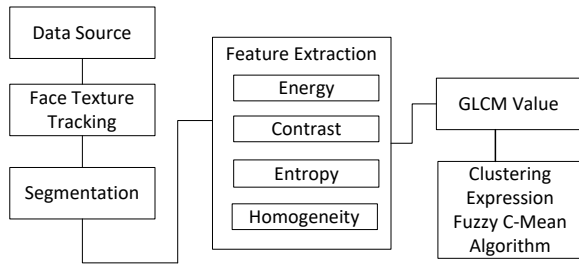 Data Source
Face Texture
Tracking
Segmentation
Feature Extraction
Energy
Contrast
Entropy
Homogeneity
GLCM Value
Clustering
Expression
Fuzzy C-Mean
Algorithm